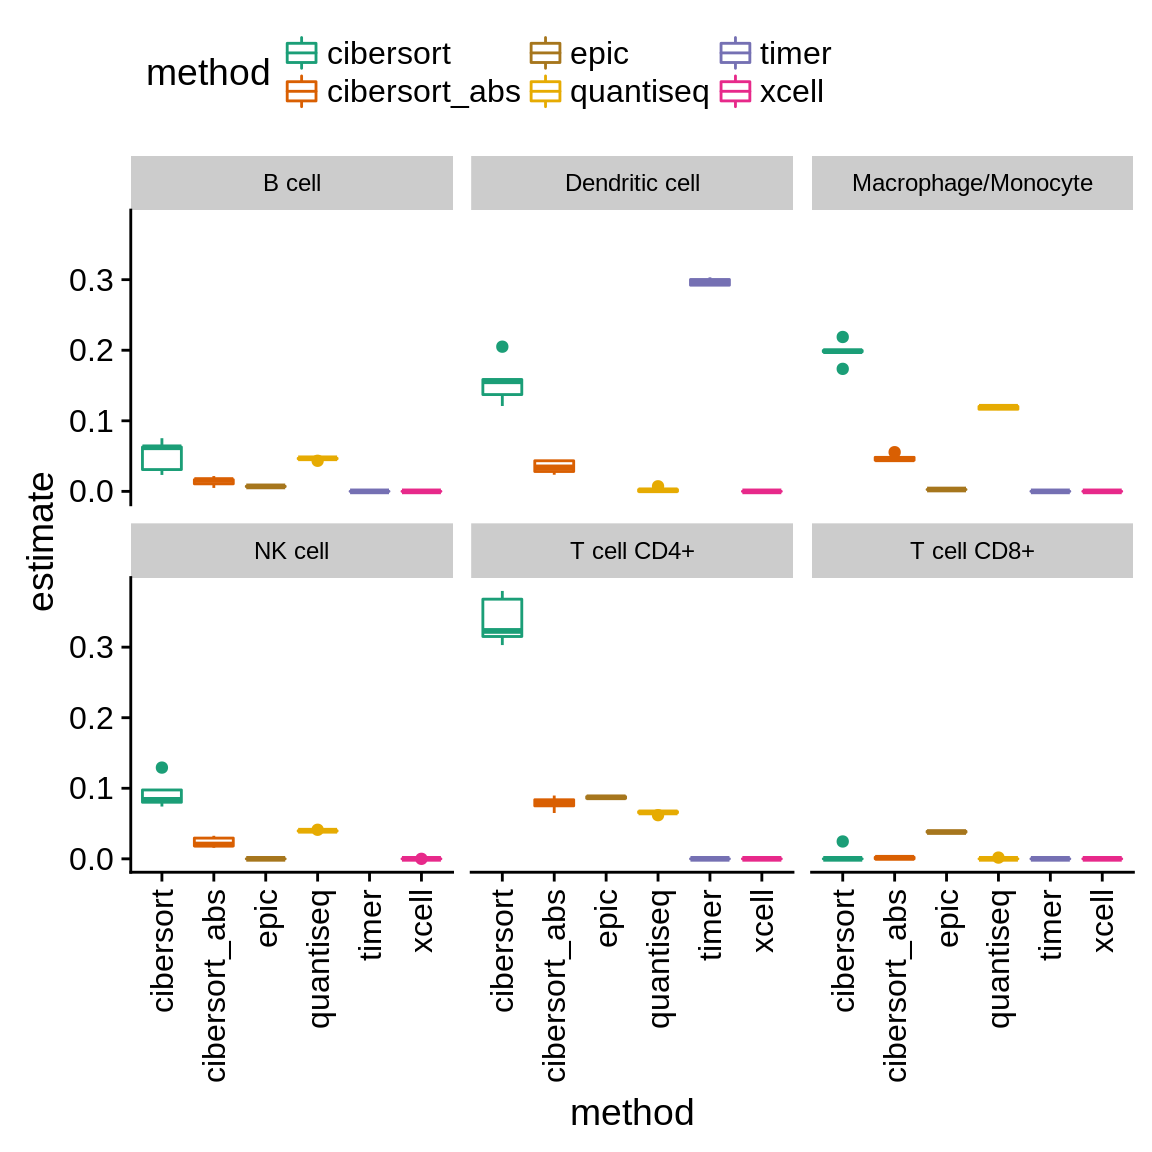 method
cibersort epic timer
cibersort_abs quantiseq xcell
B cell Dendritic cell Macrophage/Monocyte
0.3
0.2
0.1
0.0
estimate
NK cell T cell CD4+ T cell CD8+
0.3
0.2
0.1
0.0
cibersort cibersort_abs epic quantiseq timer xcell
cibersort cibersort_abs epic quantiseq timer xcell
cibersort cibersort_abs epic quantiseq timer xcell
method